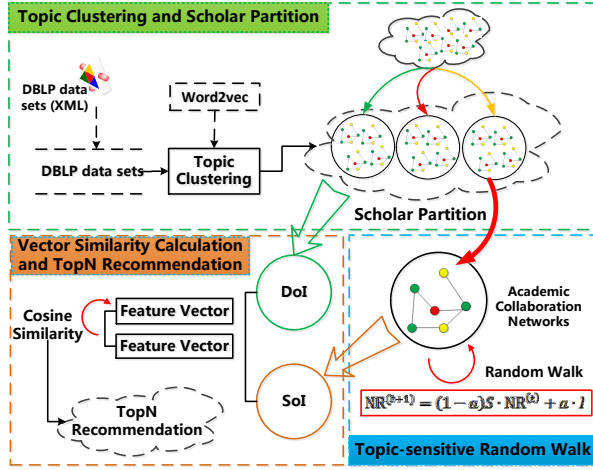 Topic Clustering and Scholar Partition
DBLP data
sets (XML)
Word2vec
DBLP data sets
Topic
Clustering
Scholar Partition
Vector Similarity Calculation
and TopN Recommendation
DoI
Cosine
Similarity
Feature Vector
Feature Vector
SoI
TopN
Recommendation
Academic
Collaboration
Networks
Random Walk
NR^(t+1) = (1−a)S · NR^(t) + a · I
Topic-sensitive Random Walk